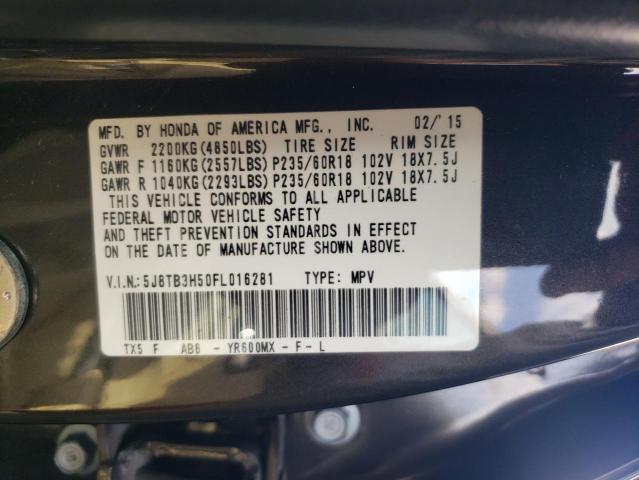 MFD. BY HONDA OF AMERICA MFG., INC. 02/'15
GVWR 2200KG(4850LBS) TIRE SIZE RIM SIZE
GAWR F 1160KG(2557LBS)P235/60R18 102V 18X7.5J
GAWR R 1040KG(2293LBS)P235/60R18 102V 18X7.5J
THIS VEHICLE CONFORMS TO ALL APPLICABLE
FEDERAL MOTOR VEHICLE SAFETY
AND THEFT PREVENTION STANDARDS IN EFFECT
ON THE DATE OF MANUFACTURE SHOWN ABOVE.
V.I.N.: 5J8TB3H50FL016281 TYPE: MPV
TX5 F AB6 - YR600MX - F - L